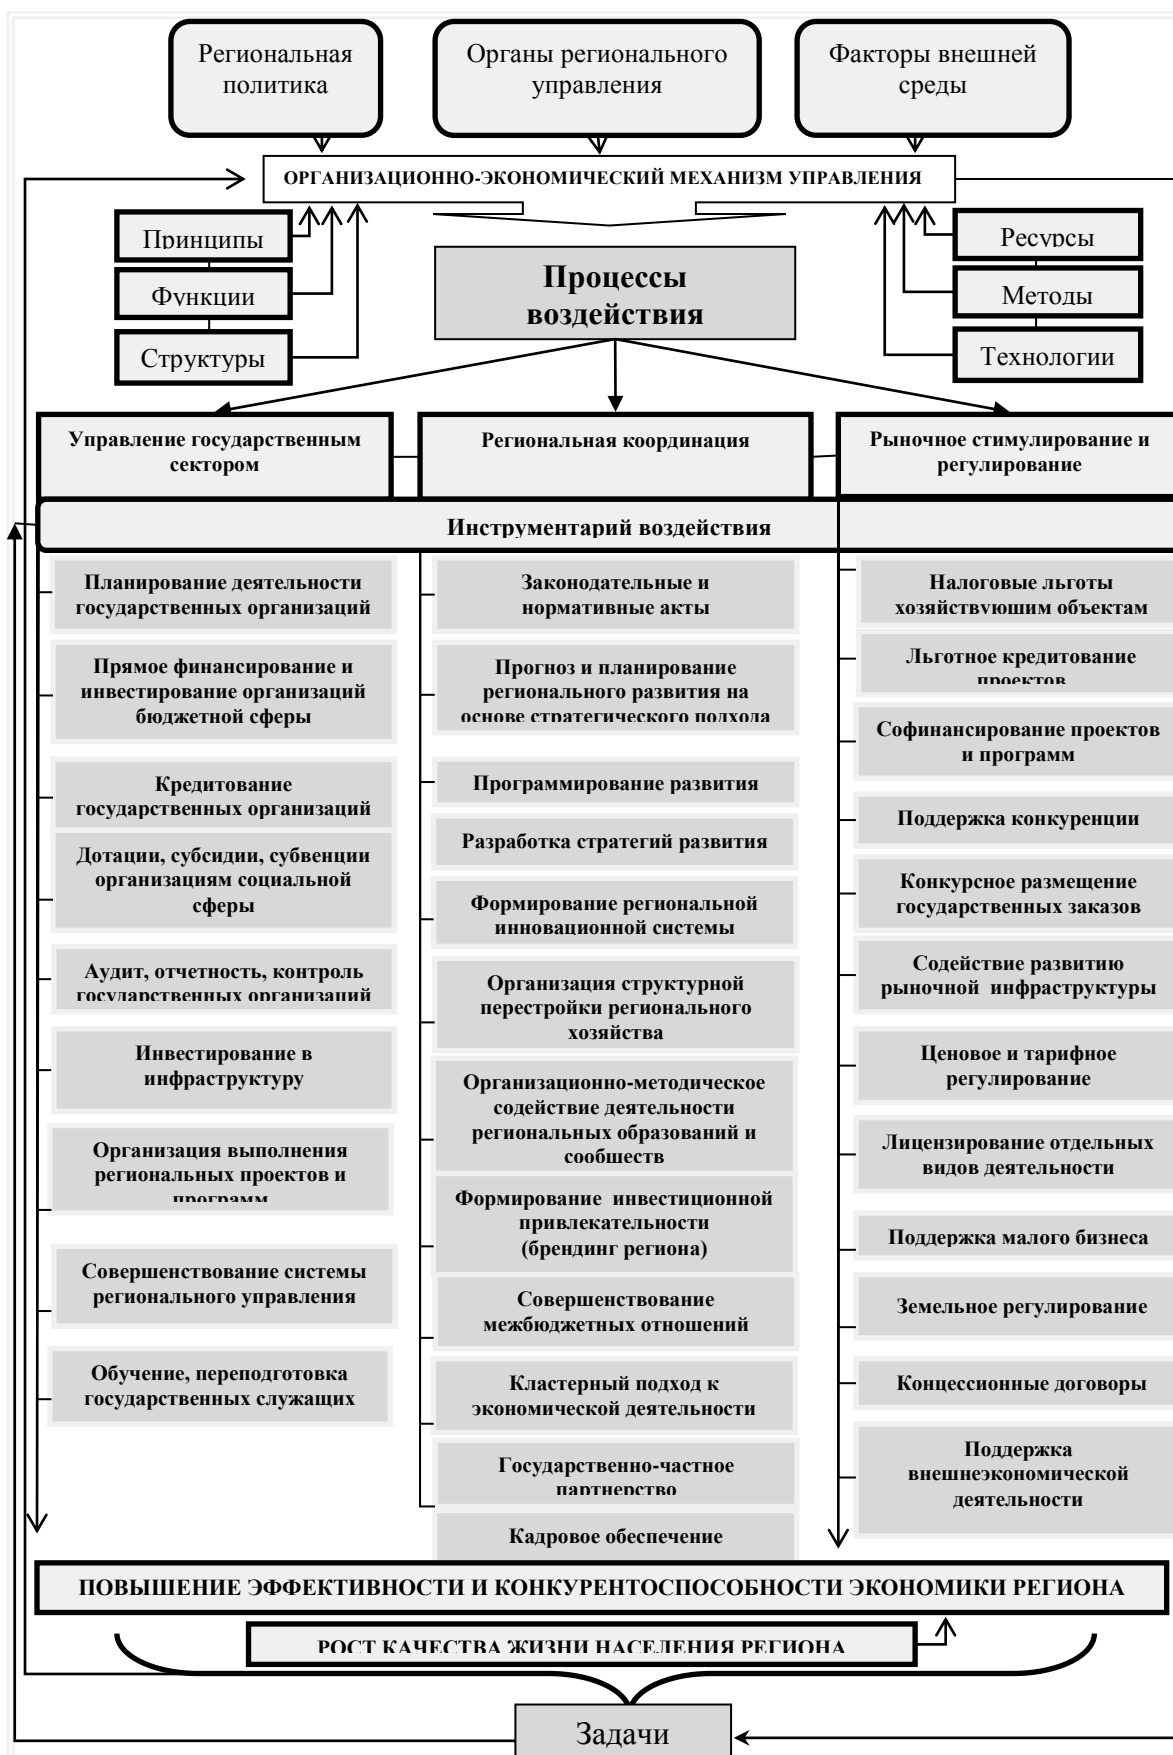 Региональная
политика
Органы регионального
управления
Факторы внешней
среды
ОРГАНИЗАЦИОННО-ЭКОНОМИЧЕСКИЙ МЕХАНИЗМ УПРАВЛЕНИЯ
Принципы
Функции
Структуры
Ресурсы
Методы
Технологии
Процессы
воздействия
Управление государственным
сектором
Региональная координация
Рыночное стимулирование и
регулирование
Инструментарий воздействия
Планирование деятельности
государственных организаций
Прямое финансирование и
инвестирование организаций
бюджетной сферы
Кредитование
государственных организаций
Дотации, субсидии, субвенции
организациям социальной
сферы
Аудит, отчетность, контроль
государственных организаций
Инвестирование в
инфраструктуру
Организация выполнения
региональных проектов и
программ
Совершенствование системы
регионального управления
Обучение, переподготовка
государственных служащих
Законодательные и
нормативные акты
Прогноз и планирование
регионального развития на
основе стратегического подхода
Программирование развития
Разработка стратегий развития
Формирование региональной
инновационной системы
Организация структурной
перестройки регионального
хозяйства
Организационно-методическое
содействие деятельности
региональных образований и
сообществ
Формирование инвестиционной
привлекательности
(брендинг региона)
Совершенствование
межбюджетных отношений
Кластерный подход к
экономической деятельности
Государственно-частное
партнерство
Кадровое обеспечение
Налоговые льготы
хозяйствующим объектам
Льготное кредитование
проектов
Софинансирование проектов
и программ
Поддержка конкуренции
Конкурсное размещение
государственных заказов
Содействие развитию
рыночной инфраструктуры
Ценовое и тарифное
регулирование
Лицензирование отдельных
видов деятельности
Поддержка малого бизнеса
Земельное регулирование
Концессионные договоры
Поддержка
внешнеэкономической
деятельности
ПОВЫШЕНИЕ ЭФФЕКТИВНОСТИ И КОНКУРЕНТОСПОСОБНОСТИ ЭКОНОМИКИ РЕГИОНА
РОСТ КАЧЕСТВА ЖИЗНИ НАСЕЛЕНИЯ РЕГИОНА
Задачи